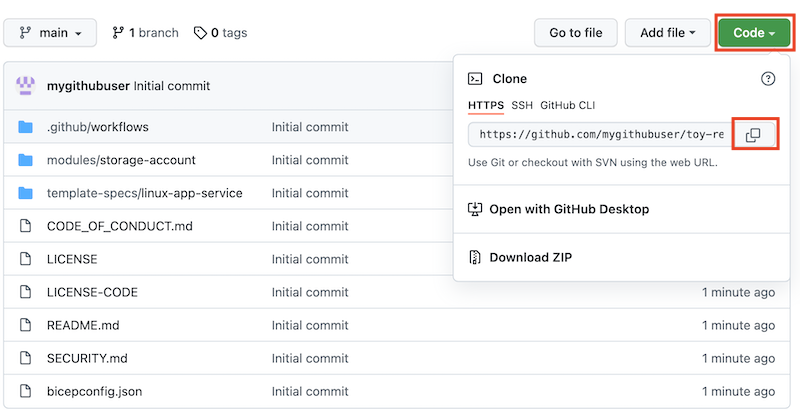 main 1 branch 0 tags Go to file Add file Code
mygithubuser Initial commit
Clone
HTTPS SSH GitHub CLI
https://github.com/mygithubuser/toy-re
Use Git or checkout with SVN using the web URL.
Open with GitHub Desktop
Download ZIP
.github/workflows Initial commit
modules/storage-account Initial commit
template-specs/linux-app-service Initial commit
CODE_OF_CONDUCT.md Initial commit
LICENSE Initial commit
LICENSE-CODE Initial commit 1 minute ago
README.md Initial commit 1 minute ago
SECURITY.md Initial commit 1 minute ago
bicepconfig.json Initial commit 1 minute ago